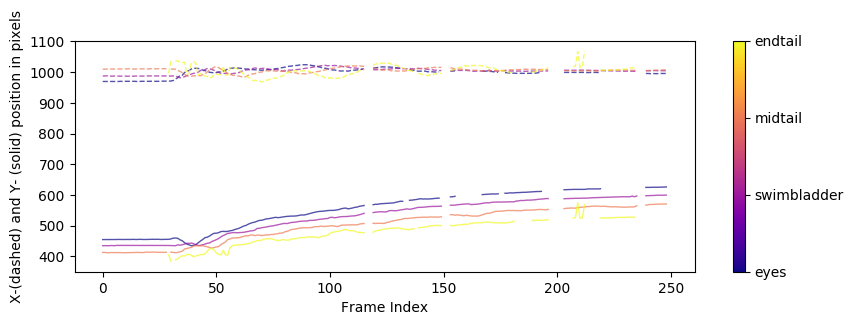 X-(dashed) and Y- (solid) position in pixels
1100
1000
900
800
700
600
500
400
0
50
100
150
200
250
Frame Index
endtail
midtail
swimbladder
eyes